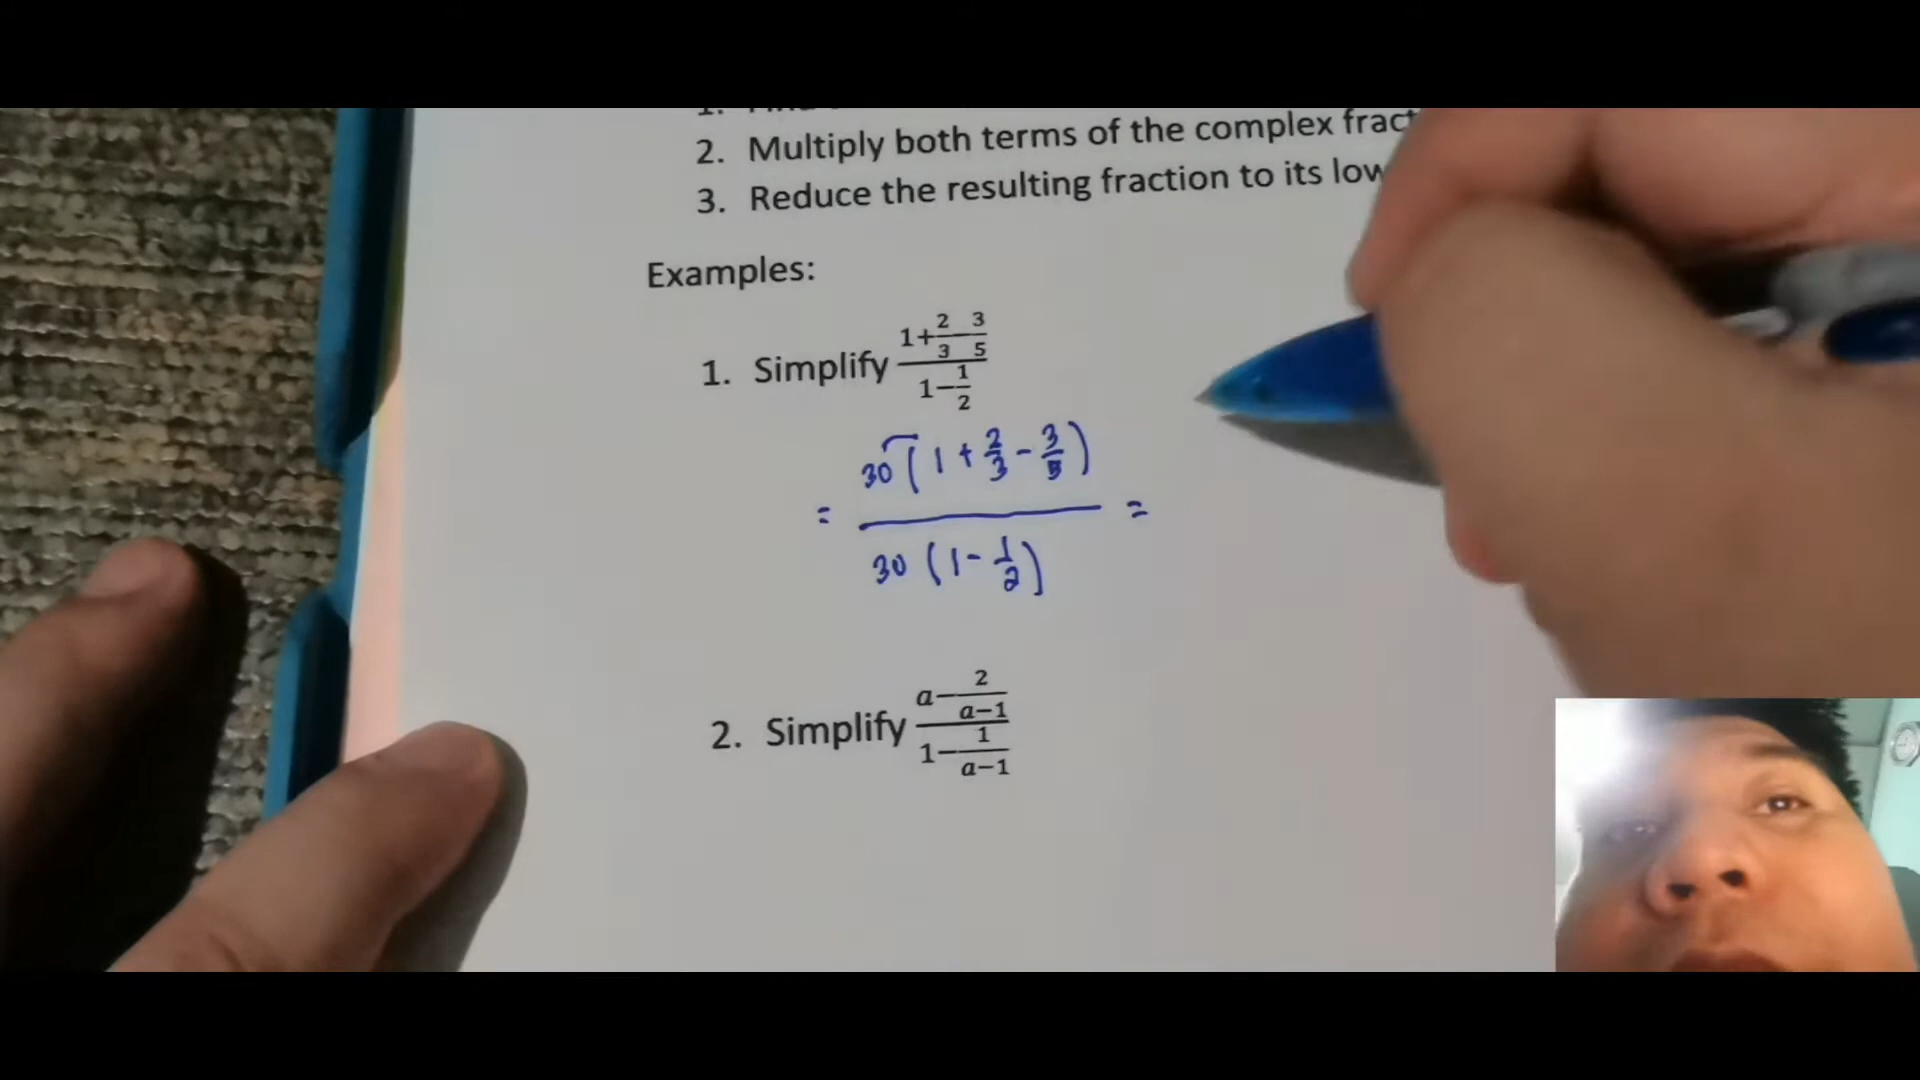 2. Multiply both terms of the complex
3. Reduce the resulting fraction to its
Examples:
1. Simplify (1+2/3 3/5)/(1−1/2)
= 30(1+2/3−3/5)/30(1−1/2) =
2. Simplify (a−2/(a−1))/(1−1/(a−1))